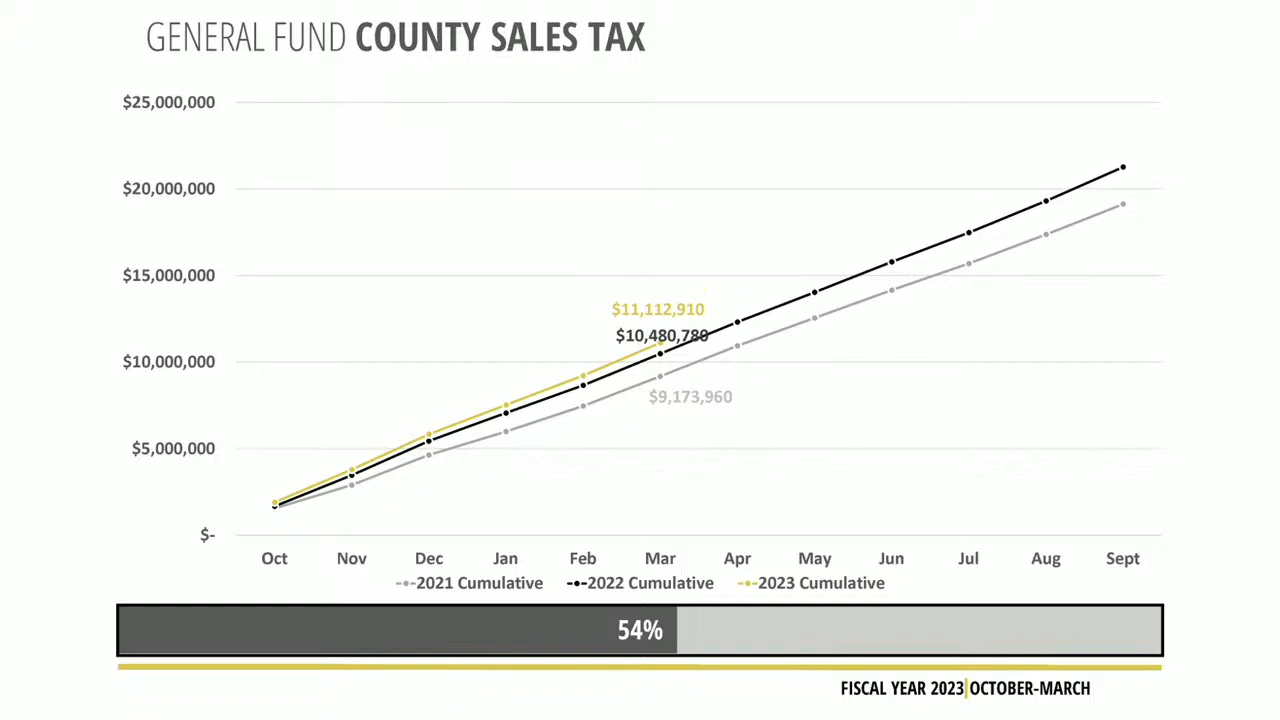 GENERAL FUND COUNTY SALES TAX
$25,000,000
$20,000,000
$15,000,000
$11,112,910
$10,480,780
$10,000,000
$9,173,960
$5,000,000
$-
Oct Nov Dec Jan Feb Mar Apr May Jun Jul Aug Sept
2021 Cumulative 2022 Cumulative 2023 Cumulative
54%
FISCAL YEAR 2023 OCTOBER-MARCH